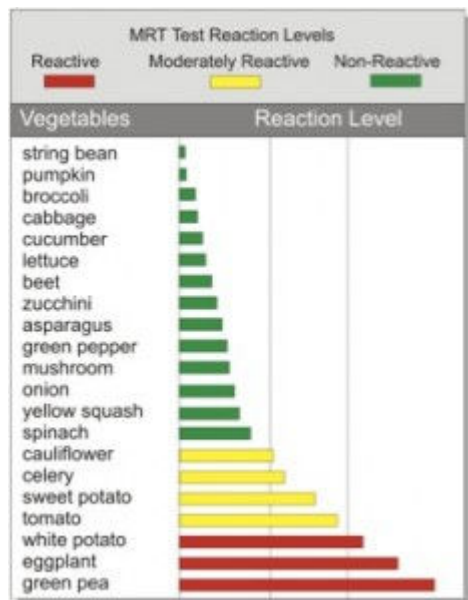 MRT Test Reaction Levels
Reactive Moderately Reactive Non-Reactive
Vegetables Reaction Level
string bean
pumpkin
broccoli
cabbage
cucumber
lettuce
beet
zucchini
asparagus
green pepper
mushroom
onion
yellow squash
spinach
cauliflower
celery
sweet potato
tomato
white potato
eggplant
green pea